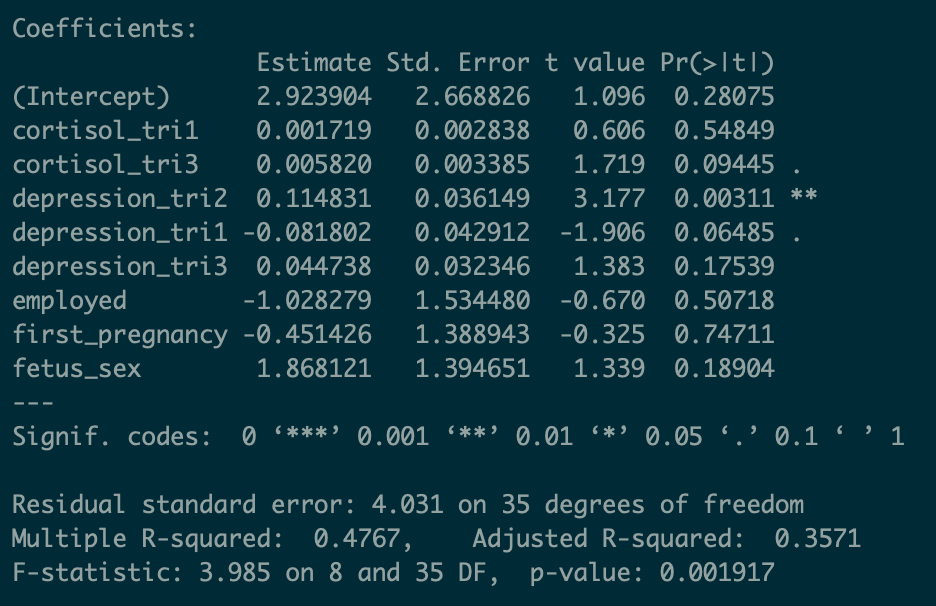 Coefficients:
                 Estimate Std. Error t value Pr(>|t|)
(Intercept)      2.923904   2.668826   1.096  0.28075
cortisol_tri1    0.001719   0.002838   0.606  0.54849
cortisol_tri3    0.005820   0.003385   1.719  0.09445 .
depression_tri2  0.114831   0.036149   3.177  0.00311 **
depression_tri1 -0.081802   0.042912  -1.906  0.06485 .
depression_tri3  0.044738   0.032346   1.383  0.17539
employed        -1.028279   1.534480  -0.670  0.50718
first_pregnancy -0.451426   1.388943  -0.325  0.74711
fetus_sex        1.868121   1.394651   1.339  0.18904
---
Signif. codes:  0 ‘***’ 0.001 ‘**’ 0.01 ‘*’ 0.05 ‘.’ 0.1 ‘ ’ 1
Residual standard error: 4.031 on 35 degrees of freedom
Multiple R-squared:  0.4767,    Adjusted R-squared:  0.3571
F-statistic: 3.985 on 8 and 35 DF,  p-value: 0.001917